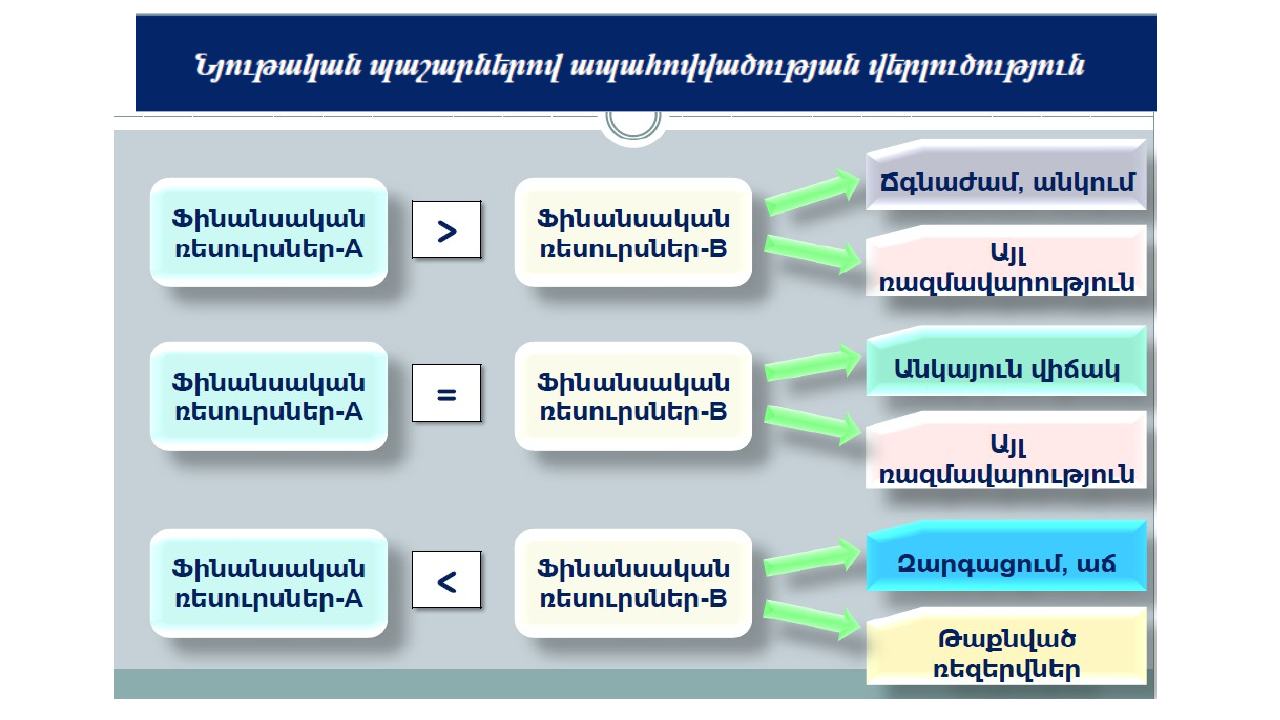 Նյութական պաշարներով ապահովվածության վերլուծություն
Ֆինանսական
ռեսուրսներ-A
>
Ֆինանսական
ռեսուրսներ-B
Ճգնաժամ, անկում
Այլ
ռազմավարություն
Ֆինանսական
ռեսուրսներ-A
=
Ֆինանսական
ռեսուրսներ-B
Անկայուն վիճակ
Այլ
ռազմավարություն
Ֆինանսական
ռեսուրսներ-A
<
Ֆինանսական
ռեսուրսներ-B
Զարգացում, աճ
Թաքնված
ռեզերվներ